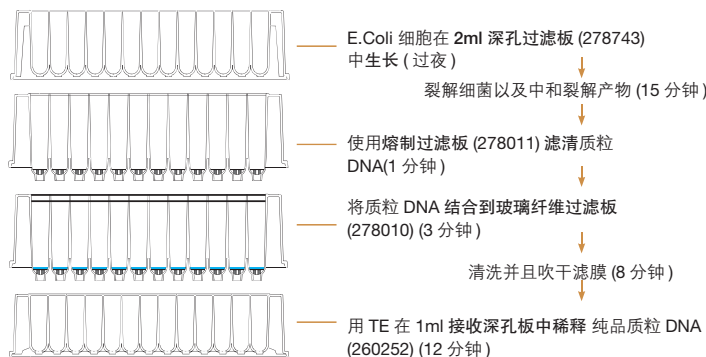 E.Coli 细胞在 2ml 深孔过滤板 (278743)
中生长 ( 过夜 )
裂解细菌以及中和裂解产物 (15 分钟 )
使用熔制过滤板 (278011) 滤清质粒
DNA(1 分钟 )
将质粒 DNA 结合到玻璃纤维过滤板
(278010) (3 分钟 )
清洗并且吹干滤膜 (8 分钟 )
用 TE 在 1ml 接收深孔板中稀释 纯品质粒 DNA
(260252) (12 分钟 )